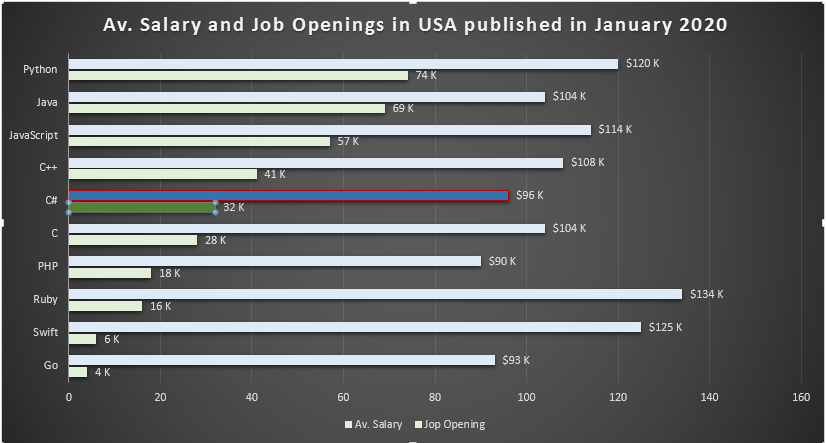 Av. Salary and Job Openings in USA published in January 2020
Python
$120 K
74 K
Java
$104 K
69 K
JavaScript
$114 K
57 K
C++
$108 K
41 K
C#
$96 K
32 K
C
$104 K
28 K
PHP
$90 K
18 K
Ruby
$134 K
16 K
Swift
$125 K
6 K
Go
$93 K
4 K
0 20 40 60 80 100 120 140 160
Av. Salary Jop Opening